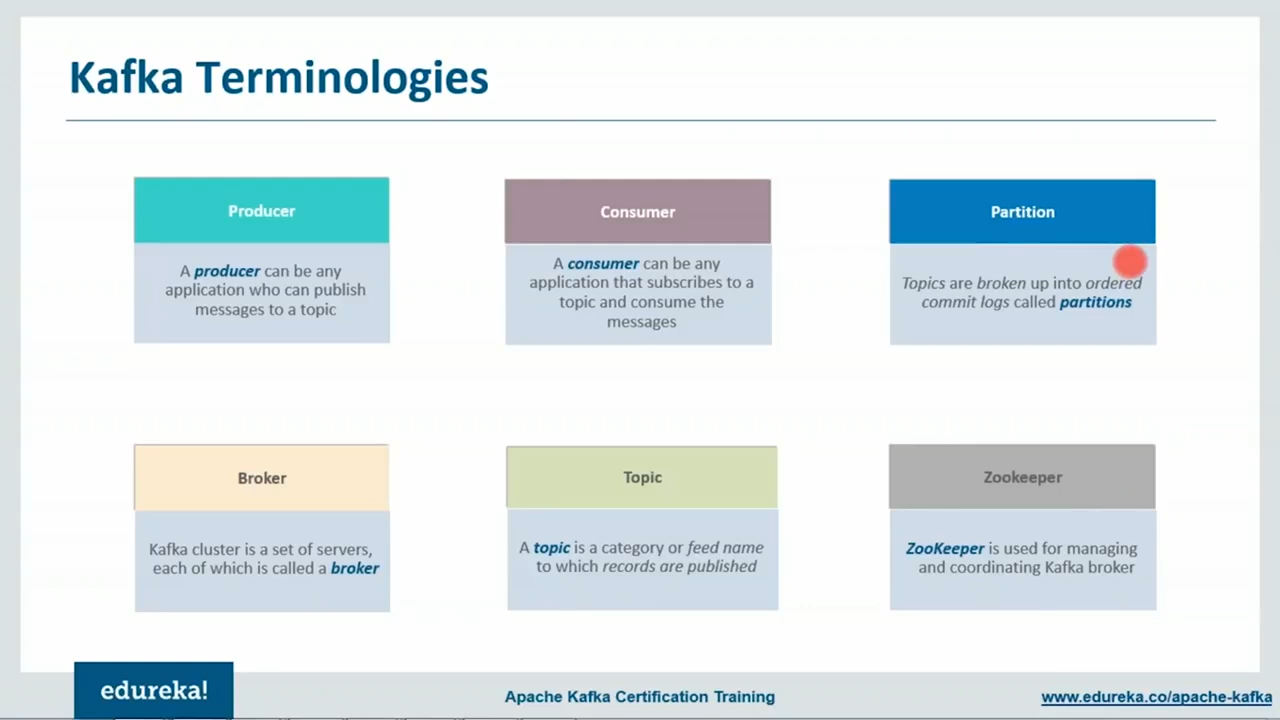 Kafka Terminologies
Producer
A producer can be any
application who can publish
messages to a topic
Consumer
A consumer can be any
application that subscribes to a
topic and consume the
messages
Partition
Topics are broken up into ordered
commit logs called partitions
Broker
Kafka cluster is a set of servers,
each of which is called a broker
Topic
A topic is a category or feed name
to which records are published
Zookeeper
ZooKeeper is used for managing
and coordinating Kafka broker
edureka!
Apache Kafka Certification Training
www.edureka.co/apache-kafka